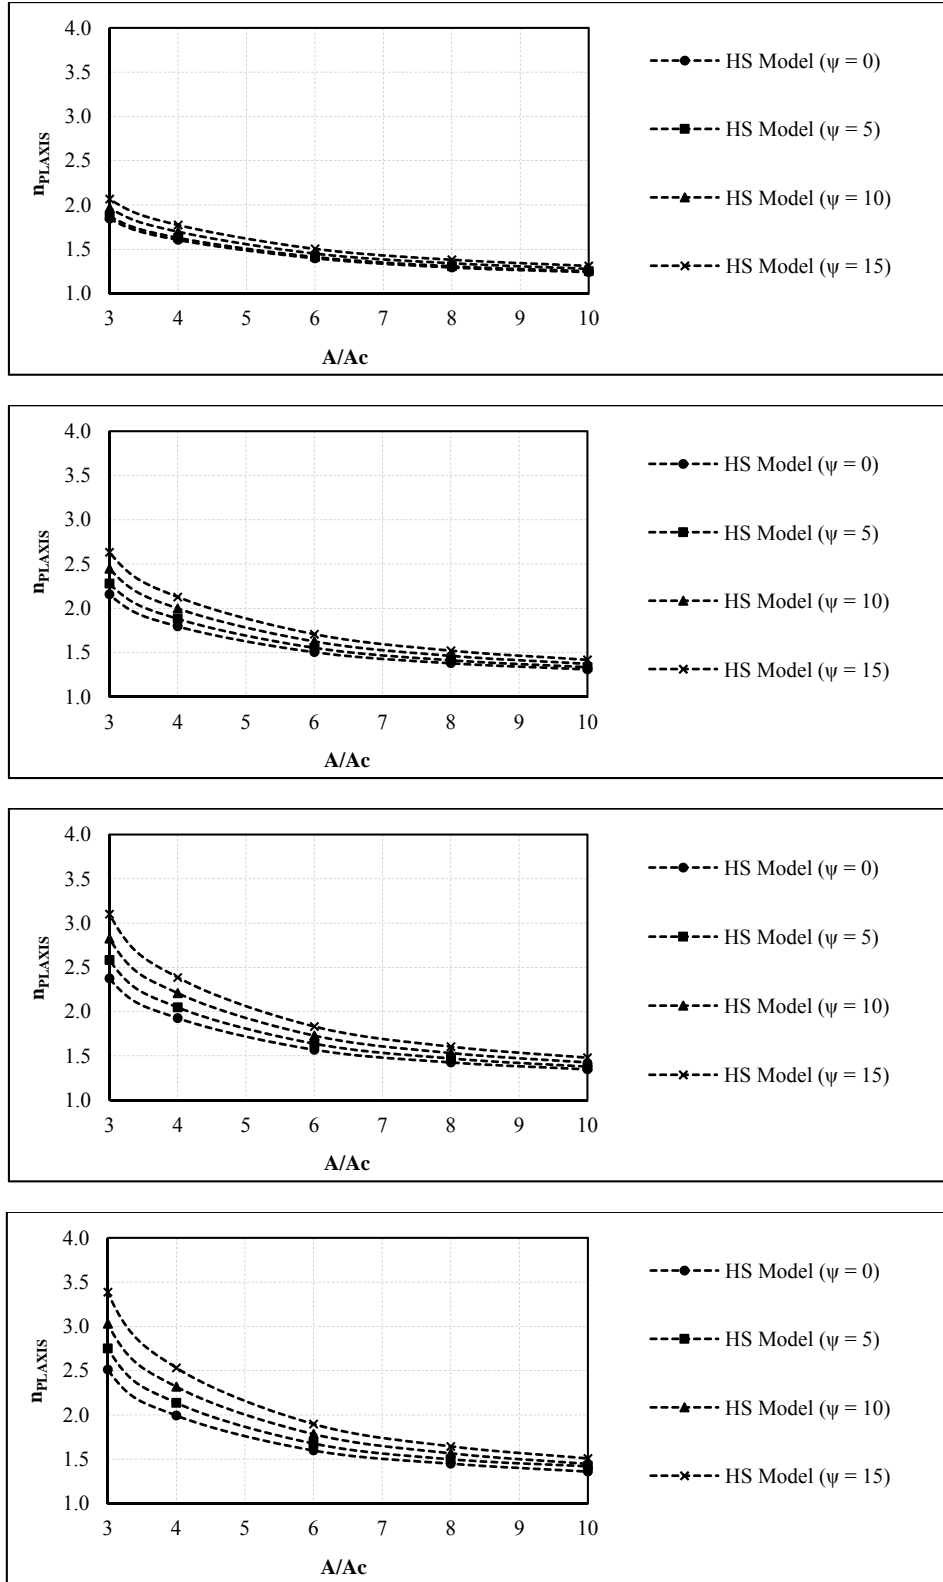 4.0
3.5
3.0
2.5
2.0
1.5
1.0
nPLAXIS
3 4 5 6 7 8 9 10
A/Ac
HS Model (ψ = 0)
HS Model (ψ = 5)
HS Model (ψ = 10)
HS Model (ψ = 15)
4.0
3.5
3.0
2.5
2.0
1.5
1.0
nPLAXIS
3 4 5 6 7 8 9 10
A/Ac
HS Model (ψ = 0)
HS Model (ψ = 5)
HS Model (ψ = 10)
HS Model (ψ = 15)
4.0
3.5
3.0
2.5
2.0
1.5
1.0
nPLAXIS
3 4 5 6 7 8 9 10
A/Ac
HS Model (ψ = 0)
HS Model (ψ = 5)
HS Model (ψ = 10)
HS Model (ψ = 15)
4.0
3.5
3.0
2.5
2.0
1.5
1.0
nPLAXIS
3 4 5 6 7 8 9 10
A/Ac
HS Model (ψ = 0)
HS Model (ψ = 5)
HS Model (ψ = 10)
HS Model (ψ = 15)